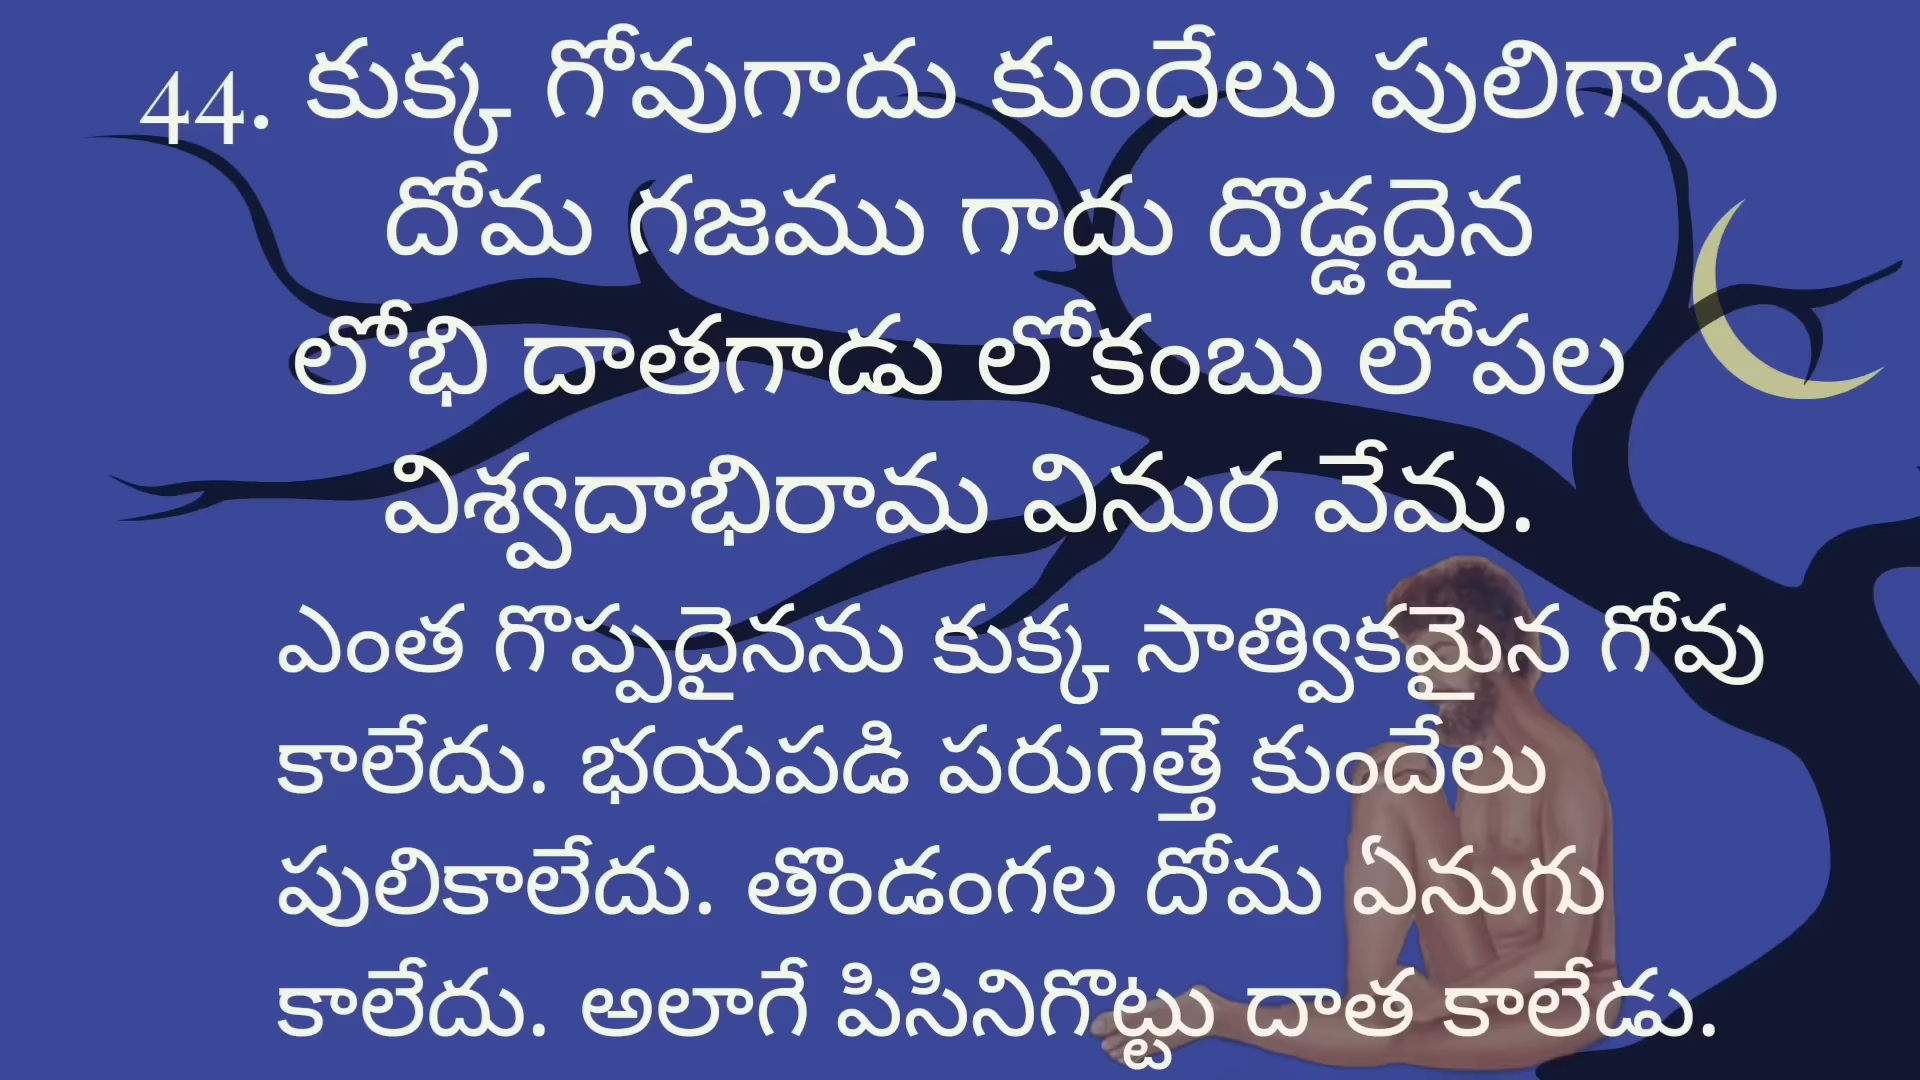 44. కుక్క గోవుగాదు కుందేలు పులిగాదు
దోమ గజము గాదు దొడ్డదైన
లోభి దాతగాడు లోకంబు లోపల
విశ్వదాభిరామ వినుర వేమ.
ఎంత గొప్పదైనను కుక్క సాత్వికమైన గోవు
కాలేదు. భయపడి పరుగెత్తే కుందేలు
పులికాలేదు. తొండంగల దోమ ఏనుగు
కాలేదు. అలాగే పిసినిగొట్టు దాత కాలేడు.